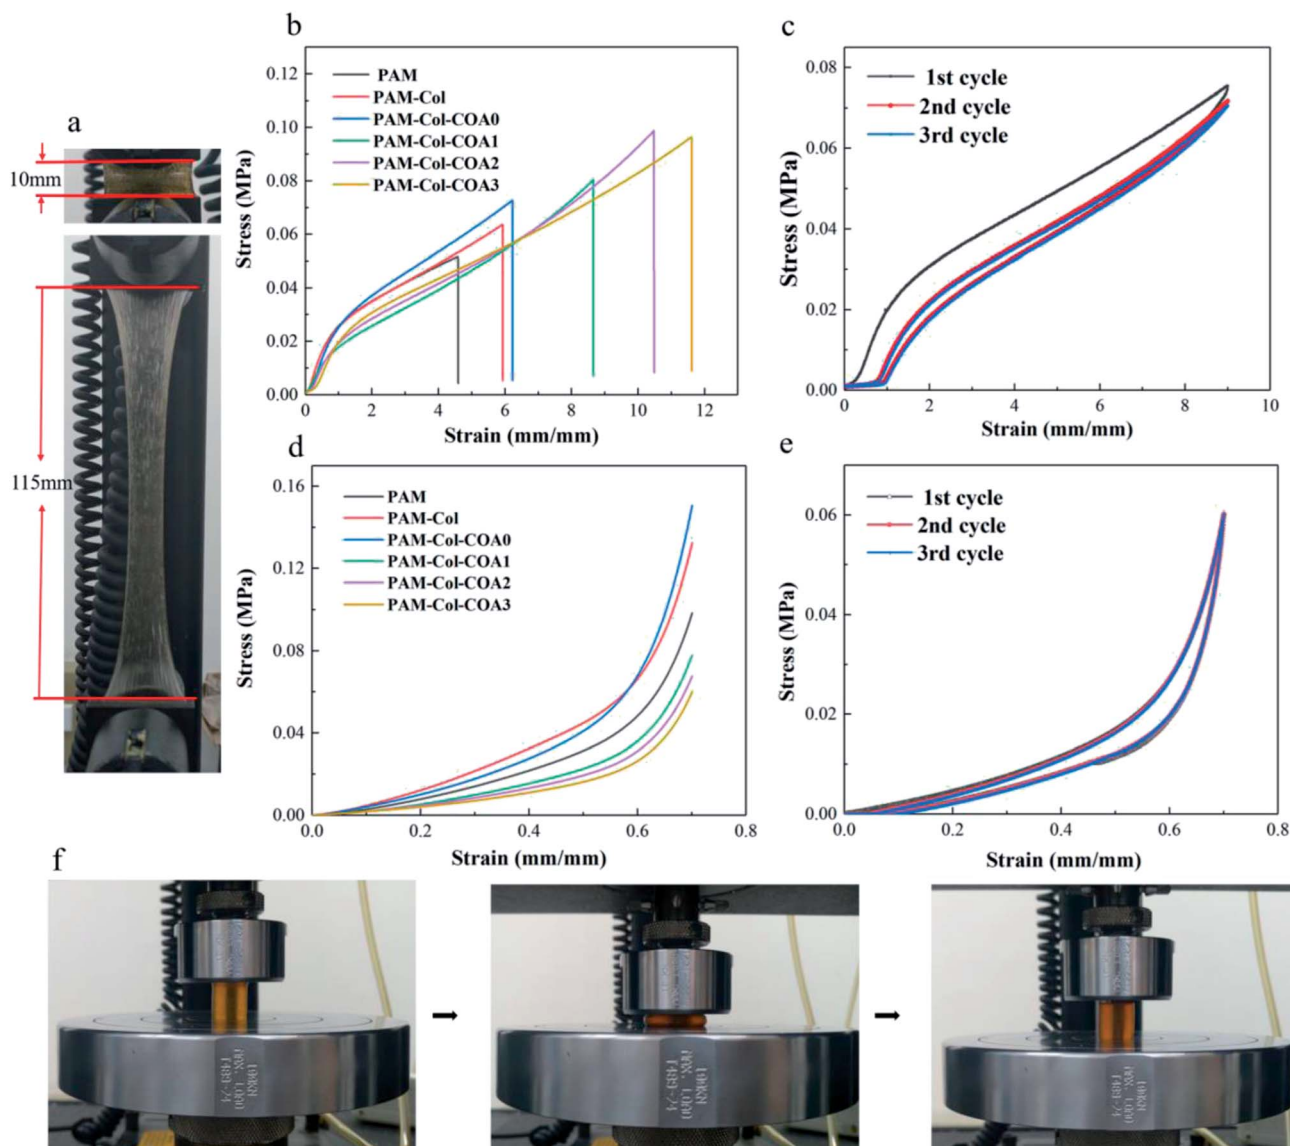 a
10mm
115mm
b
Stress (MPa)
0.12
0.10
0.08
0.06
0.04
0.02
0.00
PAM
PAM-Col
PAM-Col-COA0
PAM-Col-COA1
PAM-Col-COA2
PAM-Col-COA3
0 2 4 6 8 10 12
Strain (mm/mm)
c
Stress (MPa)
0.08
0.06
0.04
0.02
0.00
1st cycle
2nd cycle
3rd cycle
0 2 4 6 8 10
Strain (mm/mm)
d
Stress (MPa)
0.16
0.12
0.08
0.04
0.00
PAM
PAM-Col
PAM-Col-COA0
PAM-Col-COA1
PAM-Col-COA2
PAM-Col-COA3
0.0 0.2 0.4 0.6 0.8
Strain (mm/mm)
e
Stress (MPa)
0.06
0.04
0.02
0.00
1st cycle
2nd cycle
3rd cycle
0.0 0.2 0.4 0.6 0.8
Strain (mm/mm)
f